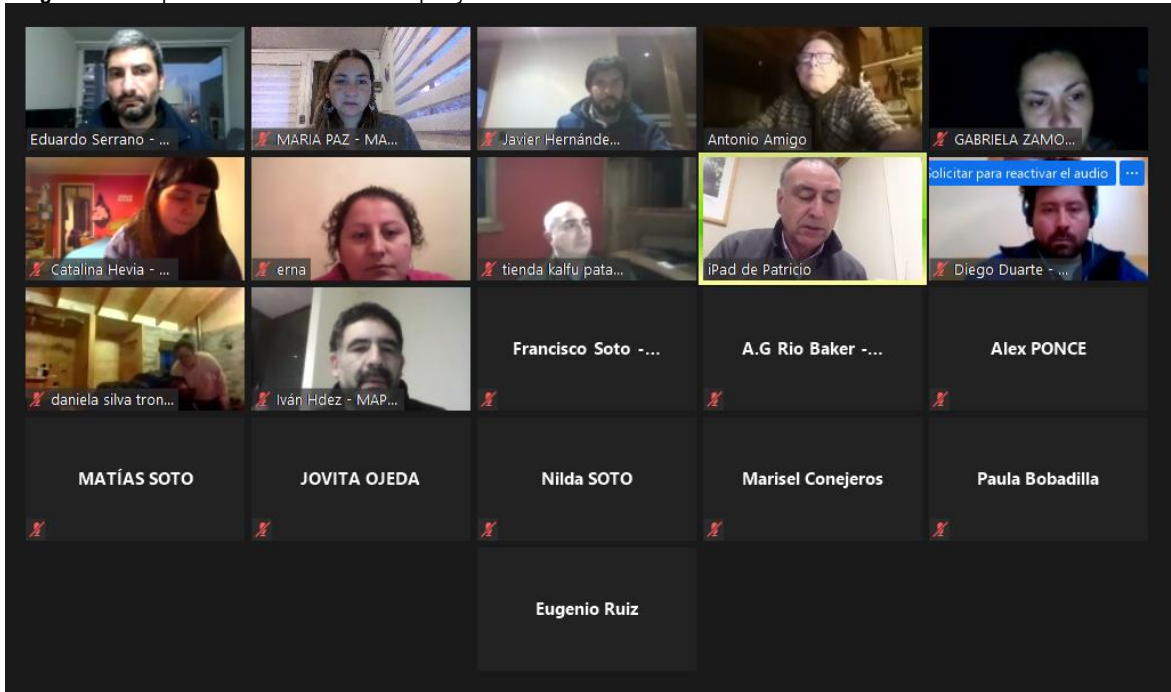 Eduardo Serrano - ...
MARIA PAZ - MA...
Javier Hernánde...
Antonio Amigo
GABRIELA ZAMO...
Solicitar para reactivar el audio ...
Catalina Hevia - ...
erna
tienda kalfu pata...
iPad de Patricio
Diego Duarte - ...
daniela silva tron...
Iván Hdez - MAP...
Francisco Soto -...
A.G Rio Baker -...
Alex PONCE
MATÍAS SOTO
JOVITA OJEDA
Nilda SOTO
Marisel Conejeros
Paula Bobadilla
Eugenio Ruiz